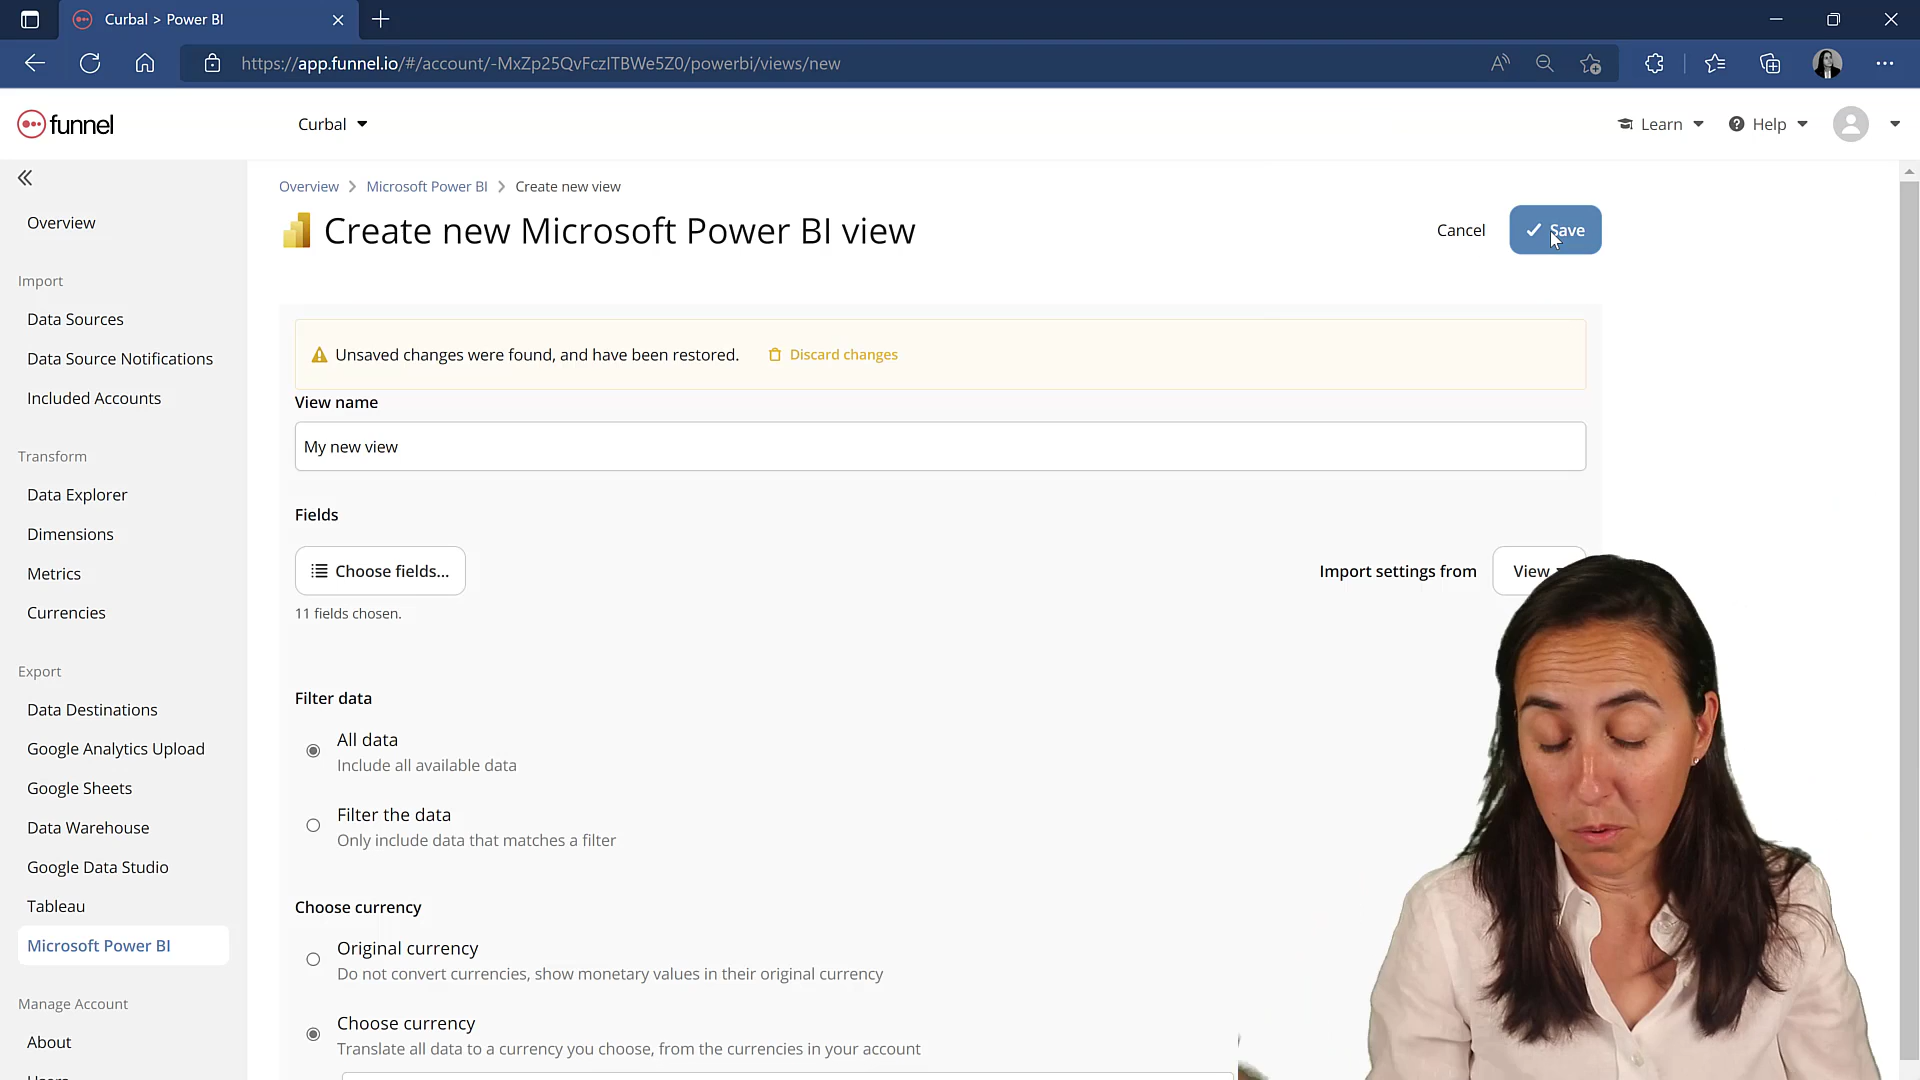 Curbal > Power BI
https://app.funnel.io/#/account/-MxZp25QvFczITBWe5Z0/powerbi/views/new
funnel
Curbal
Learn
Help
Overview
Import
Data Sources
Data Source Notifications
Included Accounts
Transform
Data Explorer
Dimensions
Metrics
Currencies
Export
Data Destinations
Google Analytics Upload
Google Sheets
Data Warehouse
Google Data Studio
Tableau
Microsoft Power BI
Manage Account
About
Overview > Microsoft Power BI > Create new view
Create new Microsoft Power BI view
Cancel
Save
Unsaved changes were found, and have been restored. Discard changes
View name
My new view
Fields
Choose fields...
Import settings from View
11 fields chosen.
Filter data
All data
Include all available data
Filter the data
Only include data that matches a filter
Choose currency
Original currency
Do not convert currencies, show monetary values in their original currency
Choose currency
Translate all data to a currency you choose, from the currencies in your account